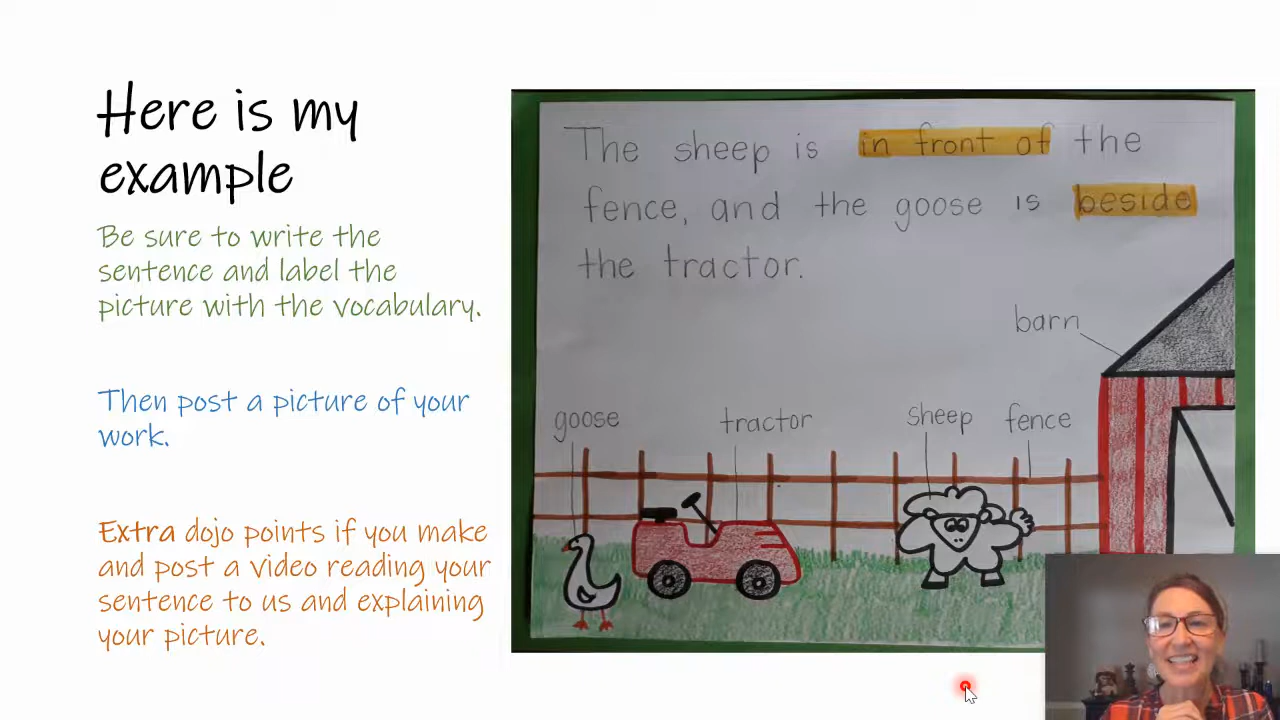 Here is my
example
Be sure to write the
sentence and label the
picture with the vocabulary.
Then post a picture of your
work.
Extra dojo points if you make
and post a video reading your
sentence to us and explaining
your picture.
The sheep is in front of the
fence, and the goose is beside
the tractor.
barn
goose
tractor
sheep
fence